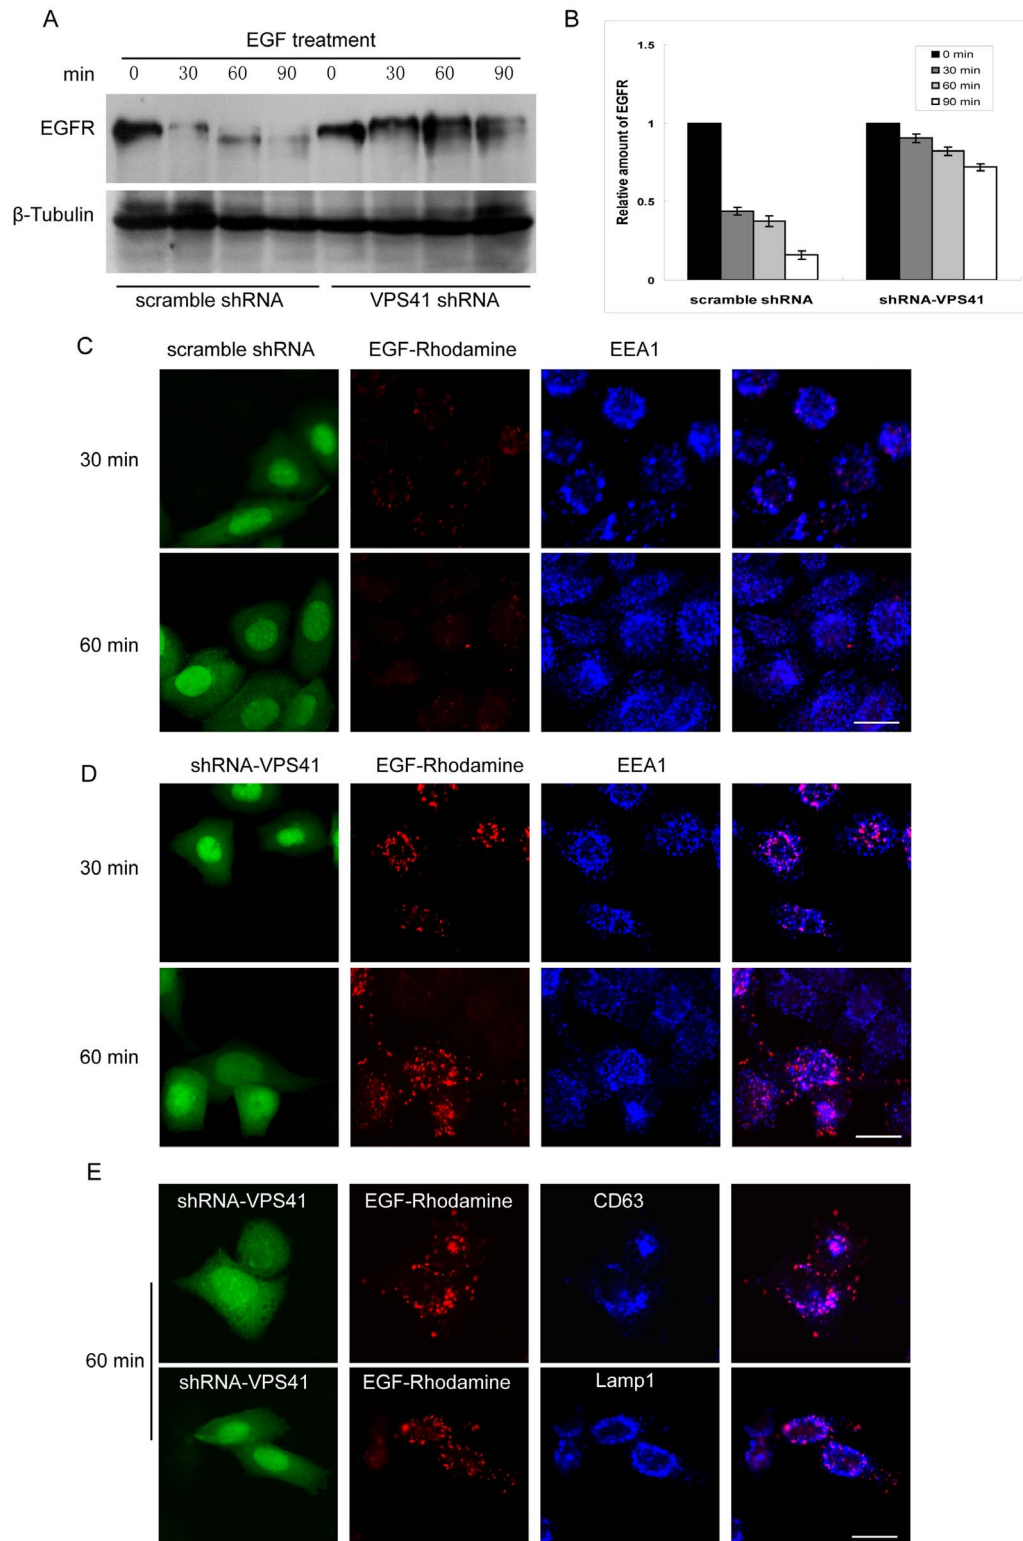 A
EGF treatment
min 0 30 60 90 0 30 60 90
EGFR
β-Tubulin
scramble shRNA VPS41 shRNA
B
1.5
1
0.5
0
Relative amount of EGFR
0 min
30 min
60 min
90 min
scramble shRNA shRNA-VPS41
C
scramble shRNA EGF-Rhodamine EEA1
30 min
60 min
D
shRNA-VPS41 EGF-Rhodamine EEA1
30 min
60 min
E
shRNA-VPS41 EGF-Rhodamine CD63
60 min
shRNA-VPS41 EGF-Rhodamine Lamp1